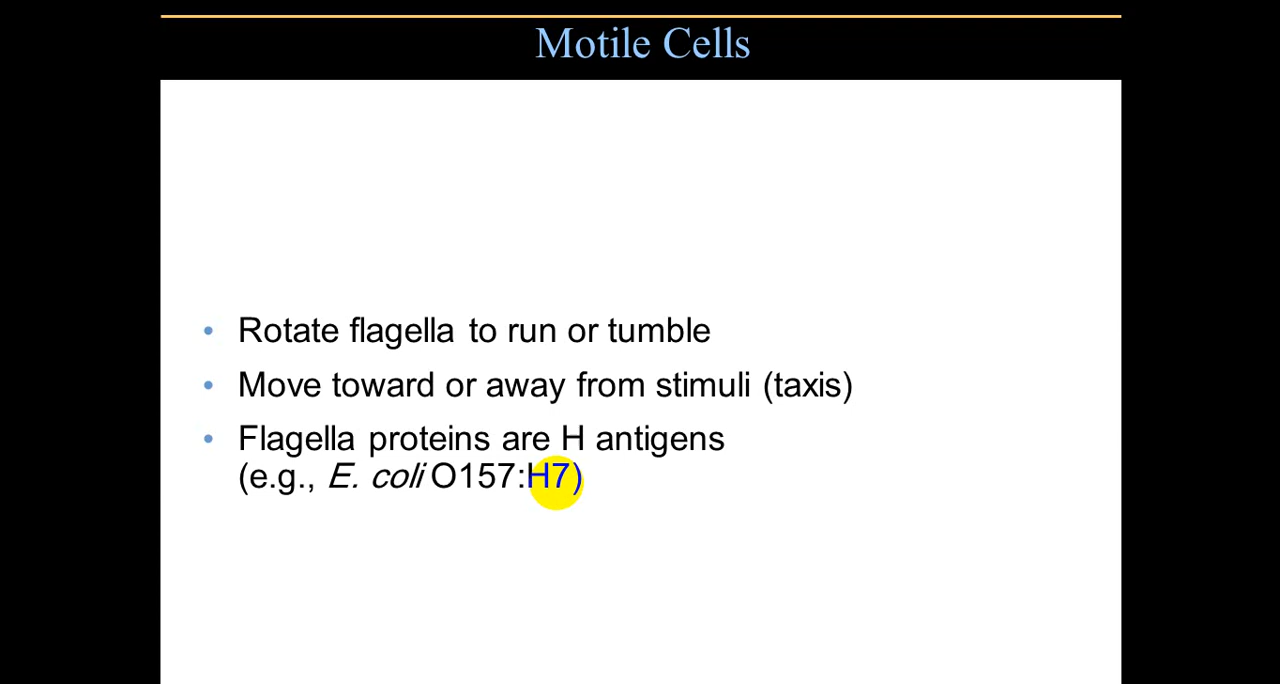 Motile Cells
• Rotate flagella to run or tumble
• Move toward or away from stimuli (taxis)
• Flagella proteins are H antigens
(e.g., E. coli O157:H7)